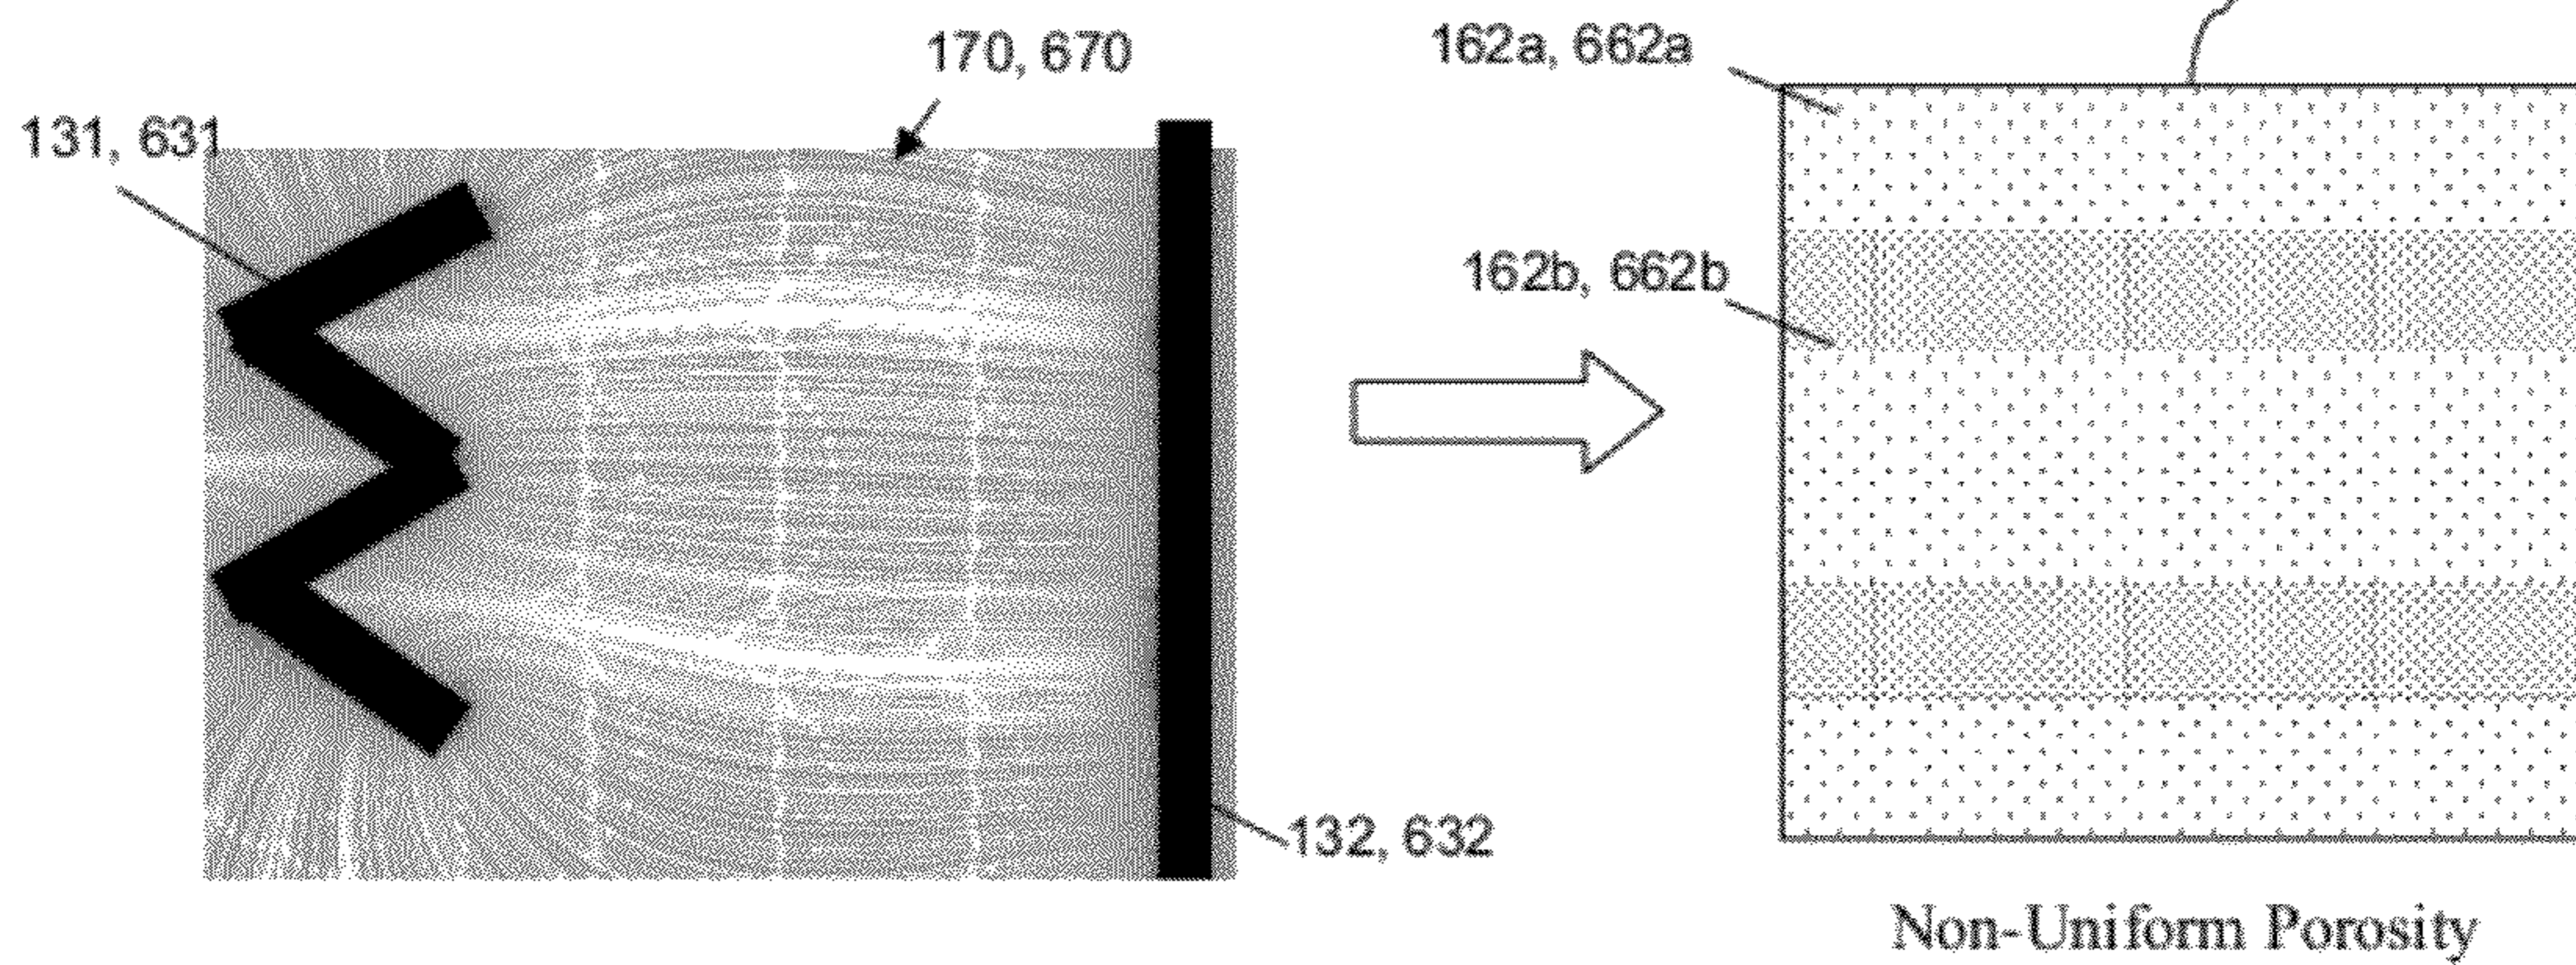 170, 670
162a, 662a
131, 631
162b, 662b
132, 632
Non-Uniform Porosity